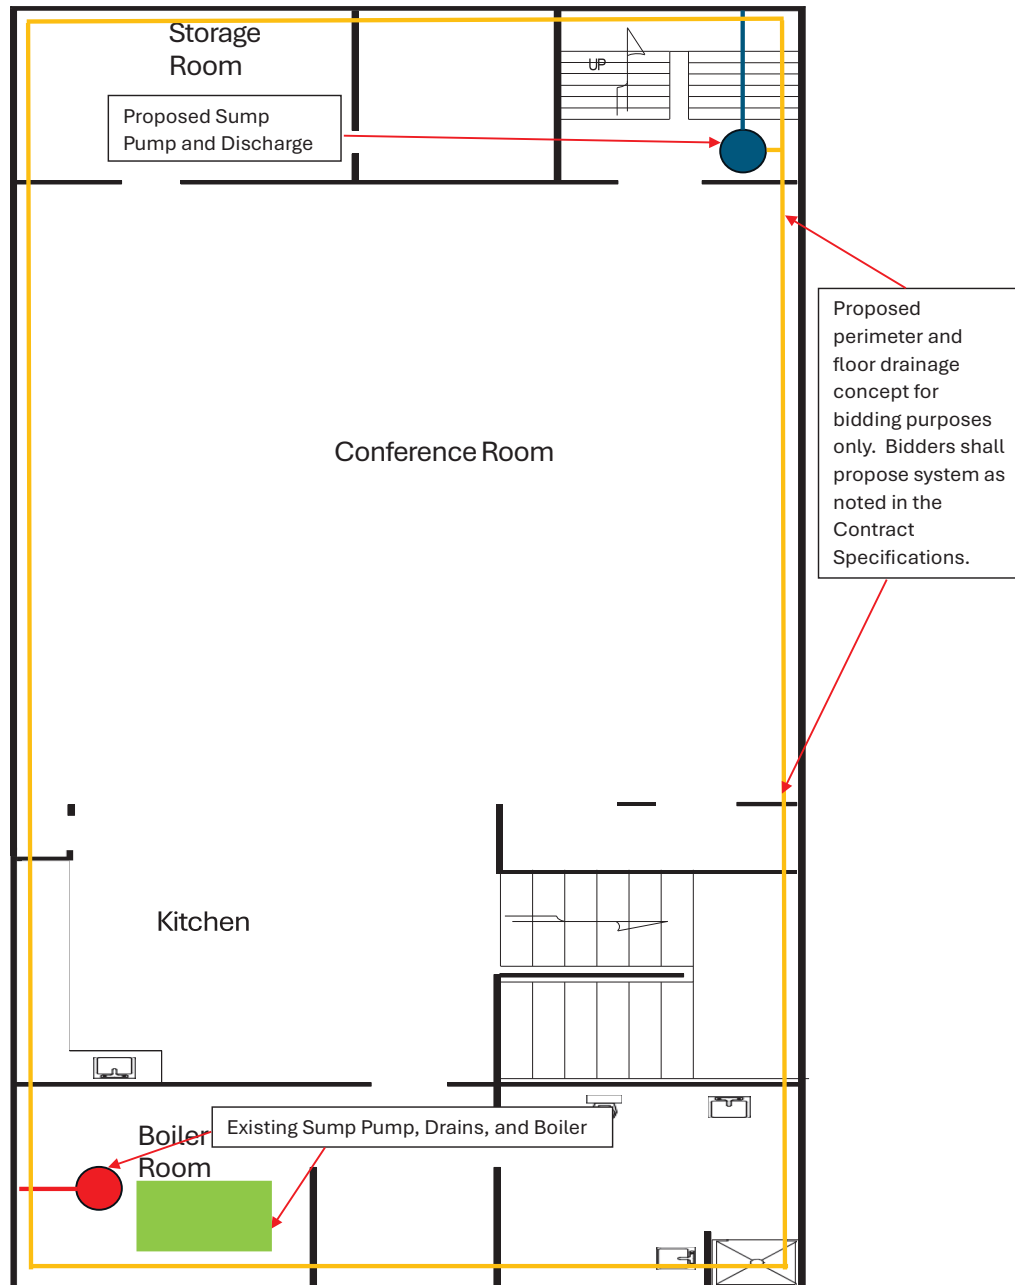 Storage
Room
UP
Proposed Sump
Pump and Discharge
Proposed
perimeter and
floor drainage
concept for
bidding purposes
only.  Bidders shall
propose system as
noted in the
Contract
Specifications.
Conference Room
Kitchen
Existing Sump Pump, Drains, and Boiler
Boiler
Room